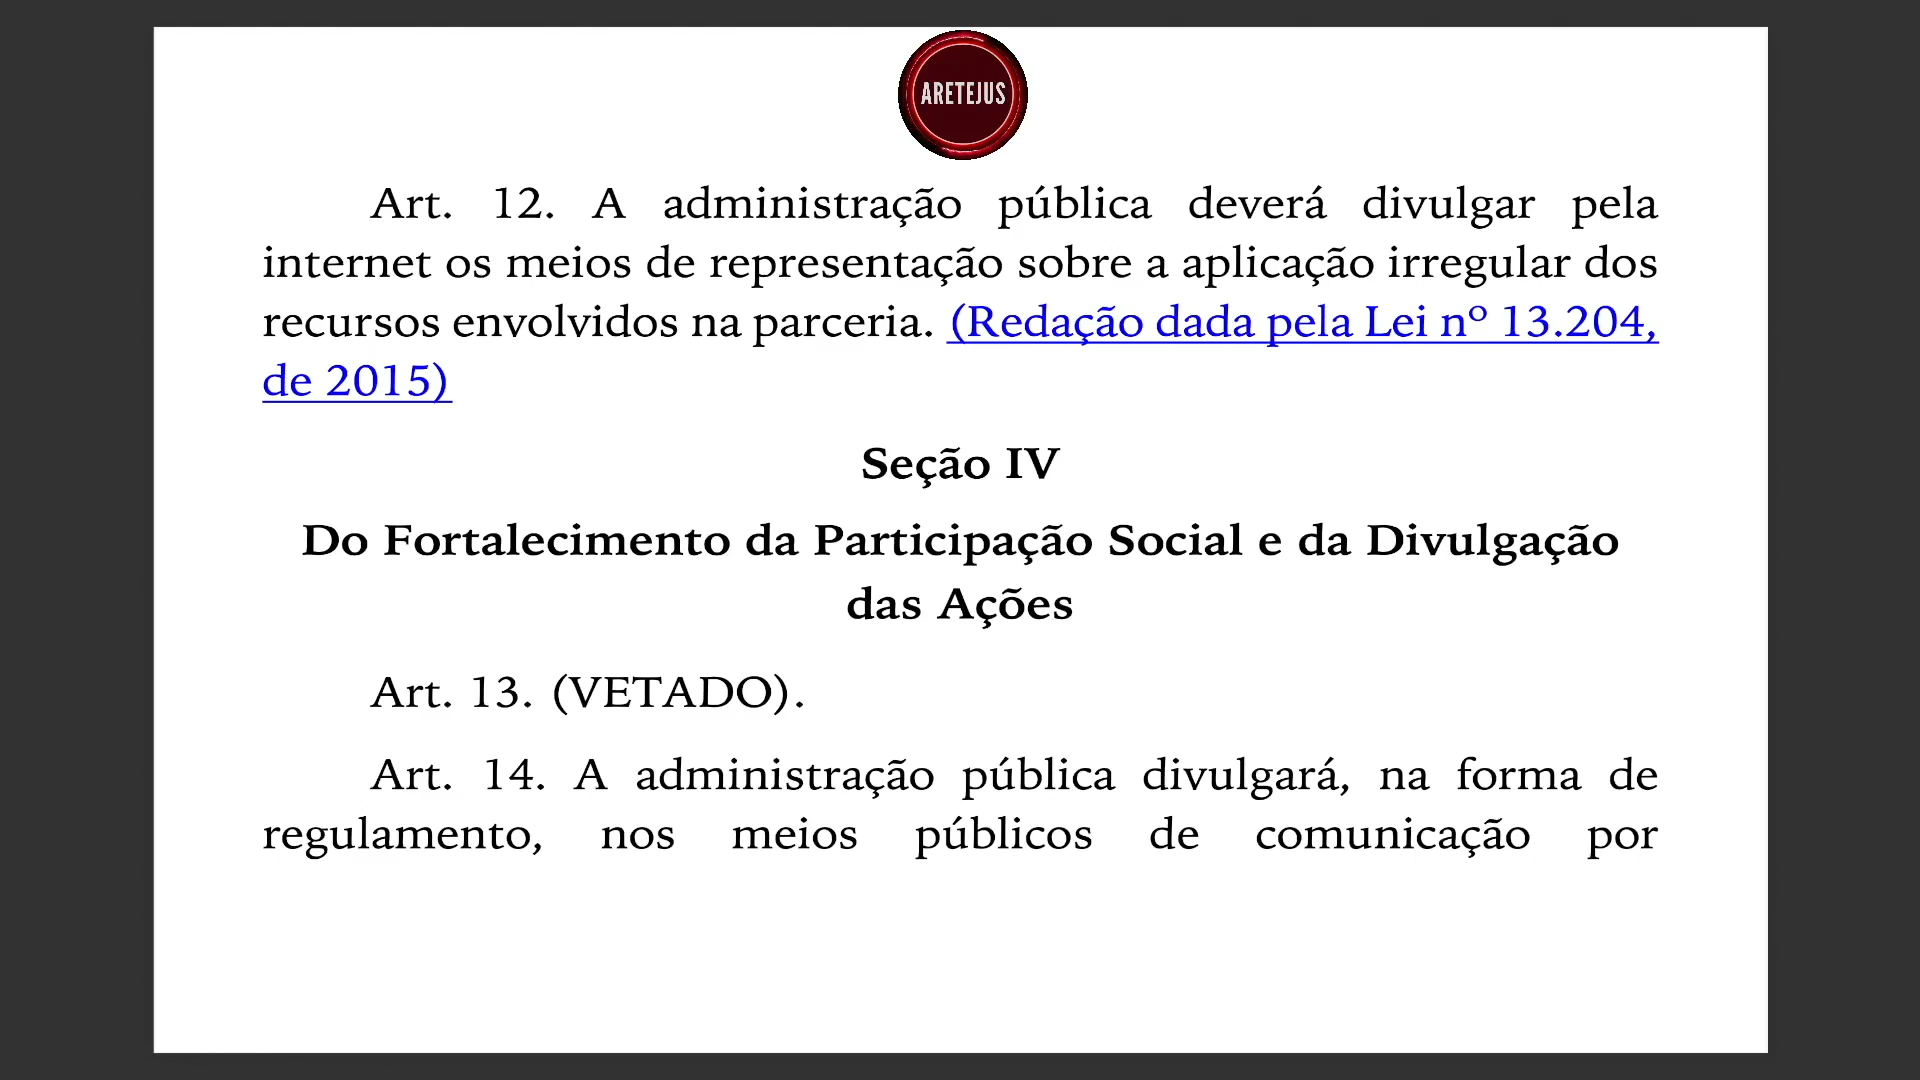 ARETEJUS
Art. 12. A administração pública deverá divulgar pela
internet os meios de representação sobre a aplicação irregular dos
recursos envolvidos na parceria. (Redação dada pela Lei nº 13.204,
de 2015)
Seção IV
Do Fortalecimento da Participação Social e da Divulgação
das Ações
Art. 13. (VETADO).
Art. 14. A administração pública divulgará, na forma de
regulamento, nos meios públicos de comunicação por